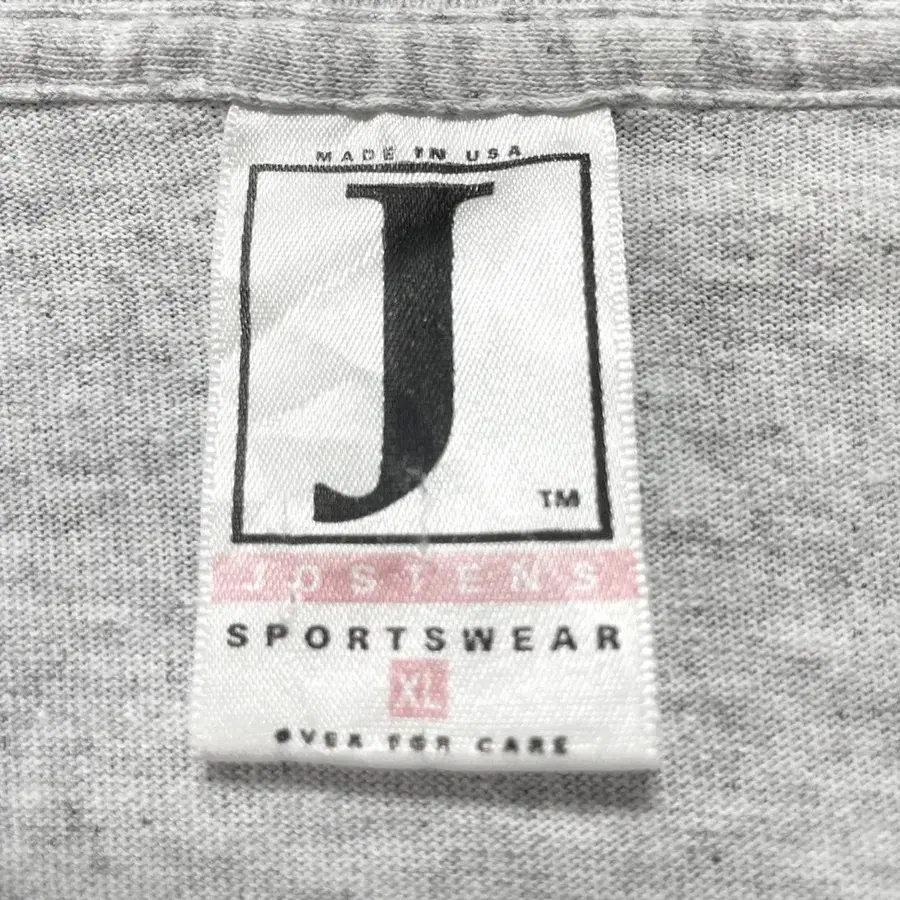 MADE IN USA
J
TM
JOSTENS
SPORTSWEAR
XL
OVER FOR CARE